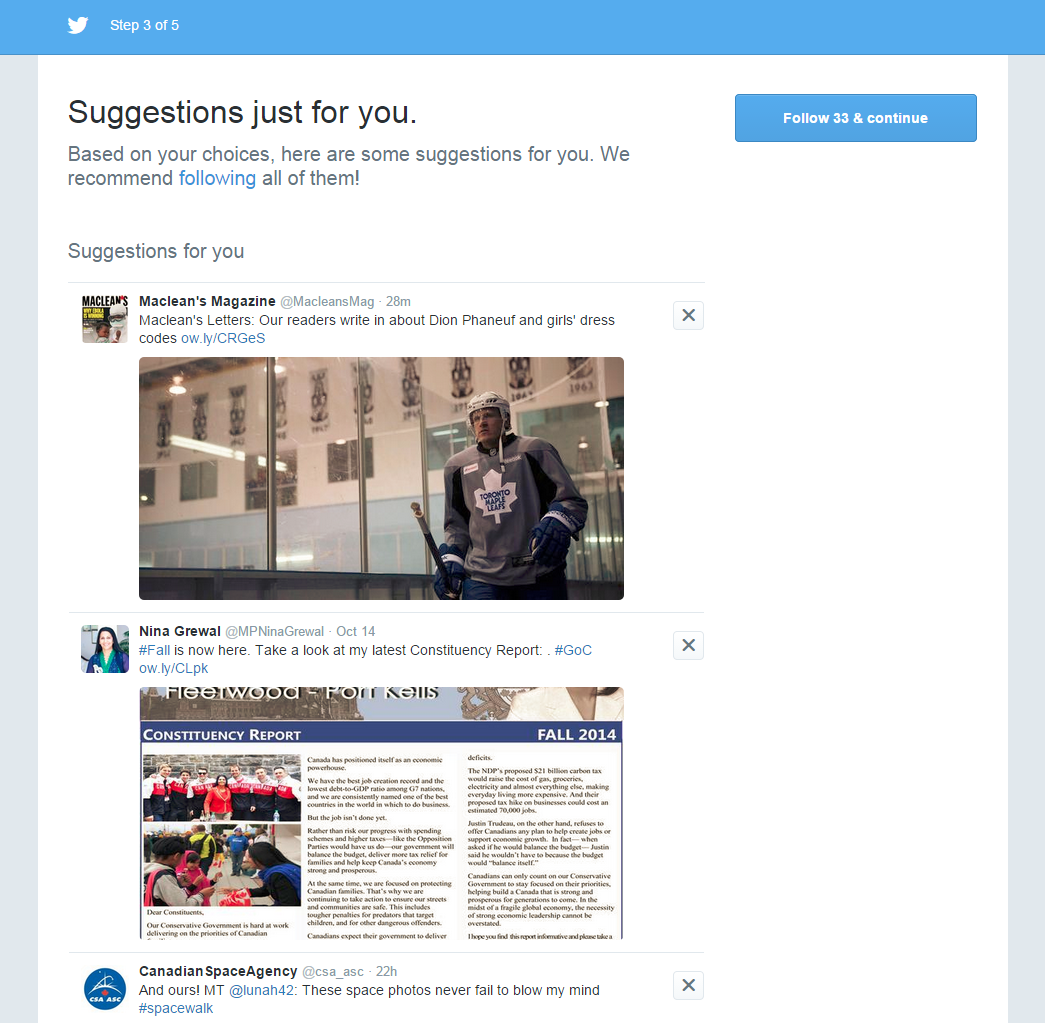 Step 3 of 5
Suggestions just for you.
Follow 33 & continue
Based on your choices, here are some suggestions for you. We
recommend following all of them!
Suggestions for you
MACLEAN'S
WHY EBOLA
IS WINNING
Maclean's Magazine @MacleansMag · 28m
Maclean's Letters: Our readers write in about Dion Phaneuf and girls' dress
codes ow.ly/CRGeS
1963
TORONTO
MAPLE
LEAFS
Nina Grewal @MPNinaGrewal · Oct 14
#Fall is now here. Take a look at my latest Constituency Report: . #GoC
ow.ly/CLpk
Fleetwood - Port Kells
CONSTITUENCY REPORT
FALL 2014
Dear Constituents,
Our Conservative Government is hard at work
delivering on the priorities of Canadian
Canada has positioned itself as an economic
powerhouse.
We have the best job creation record and the
lowest debt-to-GDP ratio among G7 nations,
and we are consistently named one of the best
countries in the world in which to do business.
But the job isn't done yet.
Rather than risk our progress with spending
schemes and higher taxes—like the Opposition
Parties would have us do—our government will
balance the budget, deliver more tax relief for
families and help keep Canada's economy
strong and prosperous.
At the same time, we are focused on protecting
Canadian families. That's why we are
continuing to take action to ensure our streets
and communities are safe. This includes
tougher penalties for predators that target
children, and for other dangerous offenders.
Canadians expect their government to deliver
deficits.
The NDP's proposed $21 billion carbon tax
would raise the cost of gas, groceries,
electricity and almost everything else, making
everyday living more expensive. And their
proposed tax hike on businesses could cost an
estimated 70,000 jobs.
Justin Trudeau, on the other hand, refuses to
offer Canadians any plan to help create jobs or
support economic growth. In fact— when
asked if he would balance the budget— Justin
said he wouldn't have to because the budget
would "balance itself."
Canadians can only count on our Conservative
Government to stay focused on their priorities,
helping build a Canada that is strong and
prosperous for generations to come. In the
midst of a fragile global economy, the necessity
of strong economic leadership cannot be
overstated.
I hope you find this report informative and please take a
CSA ASC
CanadianSpaceAgency @csa_asc · 22h
And ours! MT @lunah42: These space photos never fail to blow my mind
#spacewalk